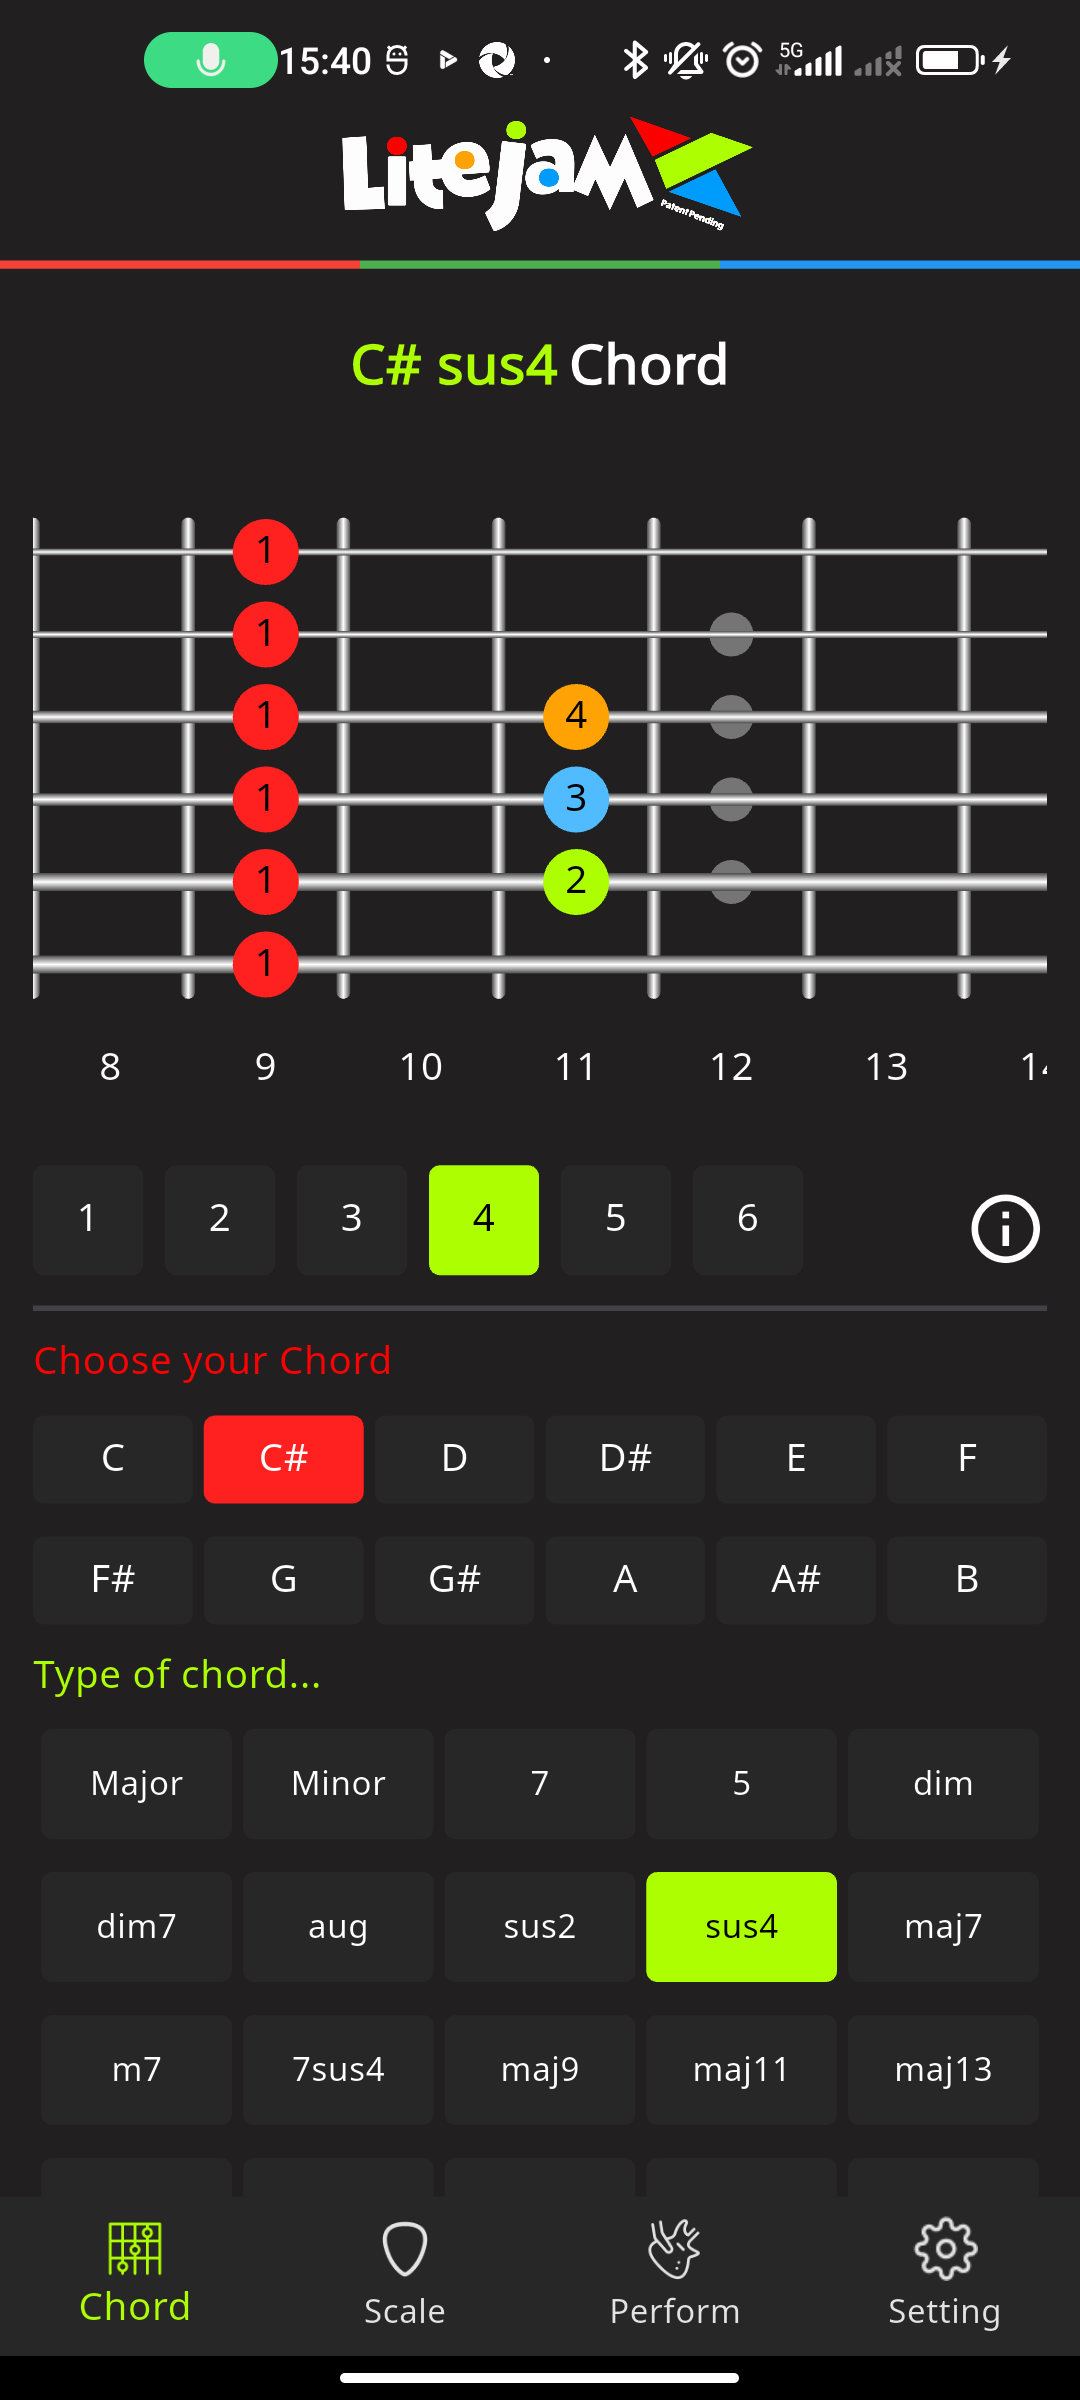 15:40 5G
LiteJam
Patent Pending
C# sus4 Chord
1
1
1 4
1 3
1 2
1
8 9 10 11 12 13 14
1 2 3 4 5 6
Choose your Chord
C C# D D# E F
F# G G# A A# B
Type of chord...
Major Minor 7 5 dim
dim7 aug sus2 sus4 maj7
m7 7sus4 maj9 maj11 maj13
Chord Scale Perform Setting